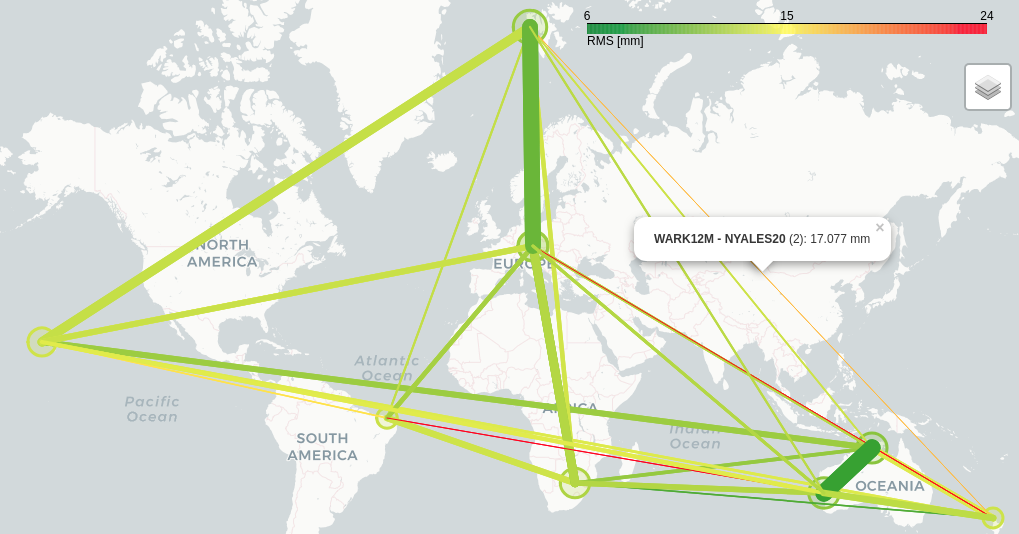 6 15 24
RMS [mm]
WARK12M - NYALES20 (2): 17.077 mm ×
NORTH
AMERICA
EUROPE
Atlantic
Ocean
Pacific
Ocean
AFRICA
Indian
Ocean
SOUTH
AMERICA
OCEANIA